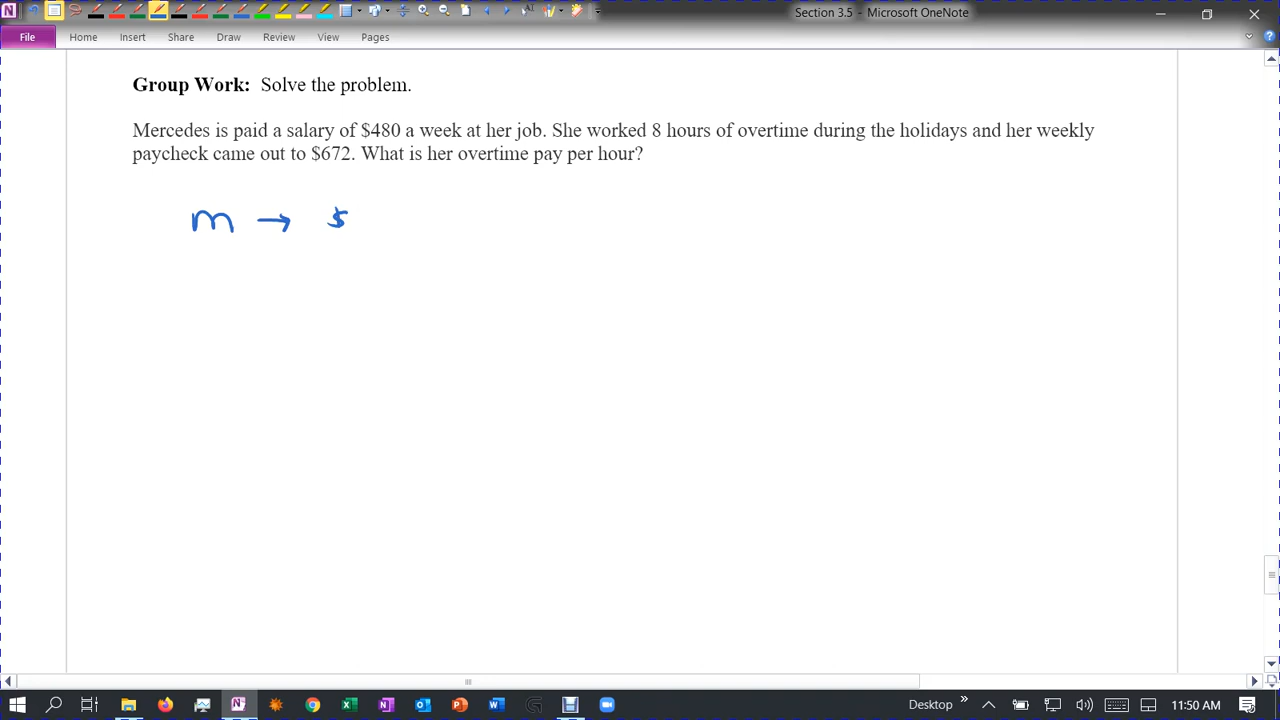 Section 3.5 - Microsoft OneNote
File Home Insert Share Draw Review View Pages
Group Work: Solve the problem.
Mercedes is paid a salary of $480 a week at her job. She worked 8 hours of overtime during the holidays and her weekly
paycheck came out to $672. What is her overtime pay per hour?
m → $
Desktop
11:50 AM